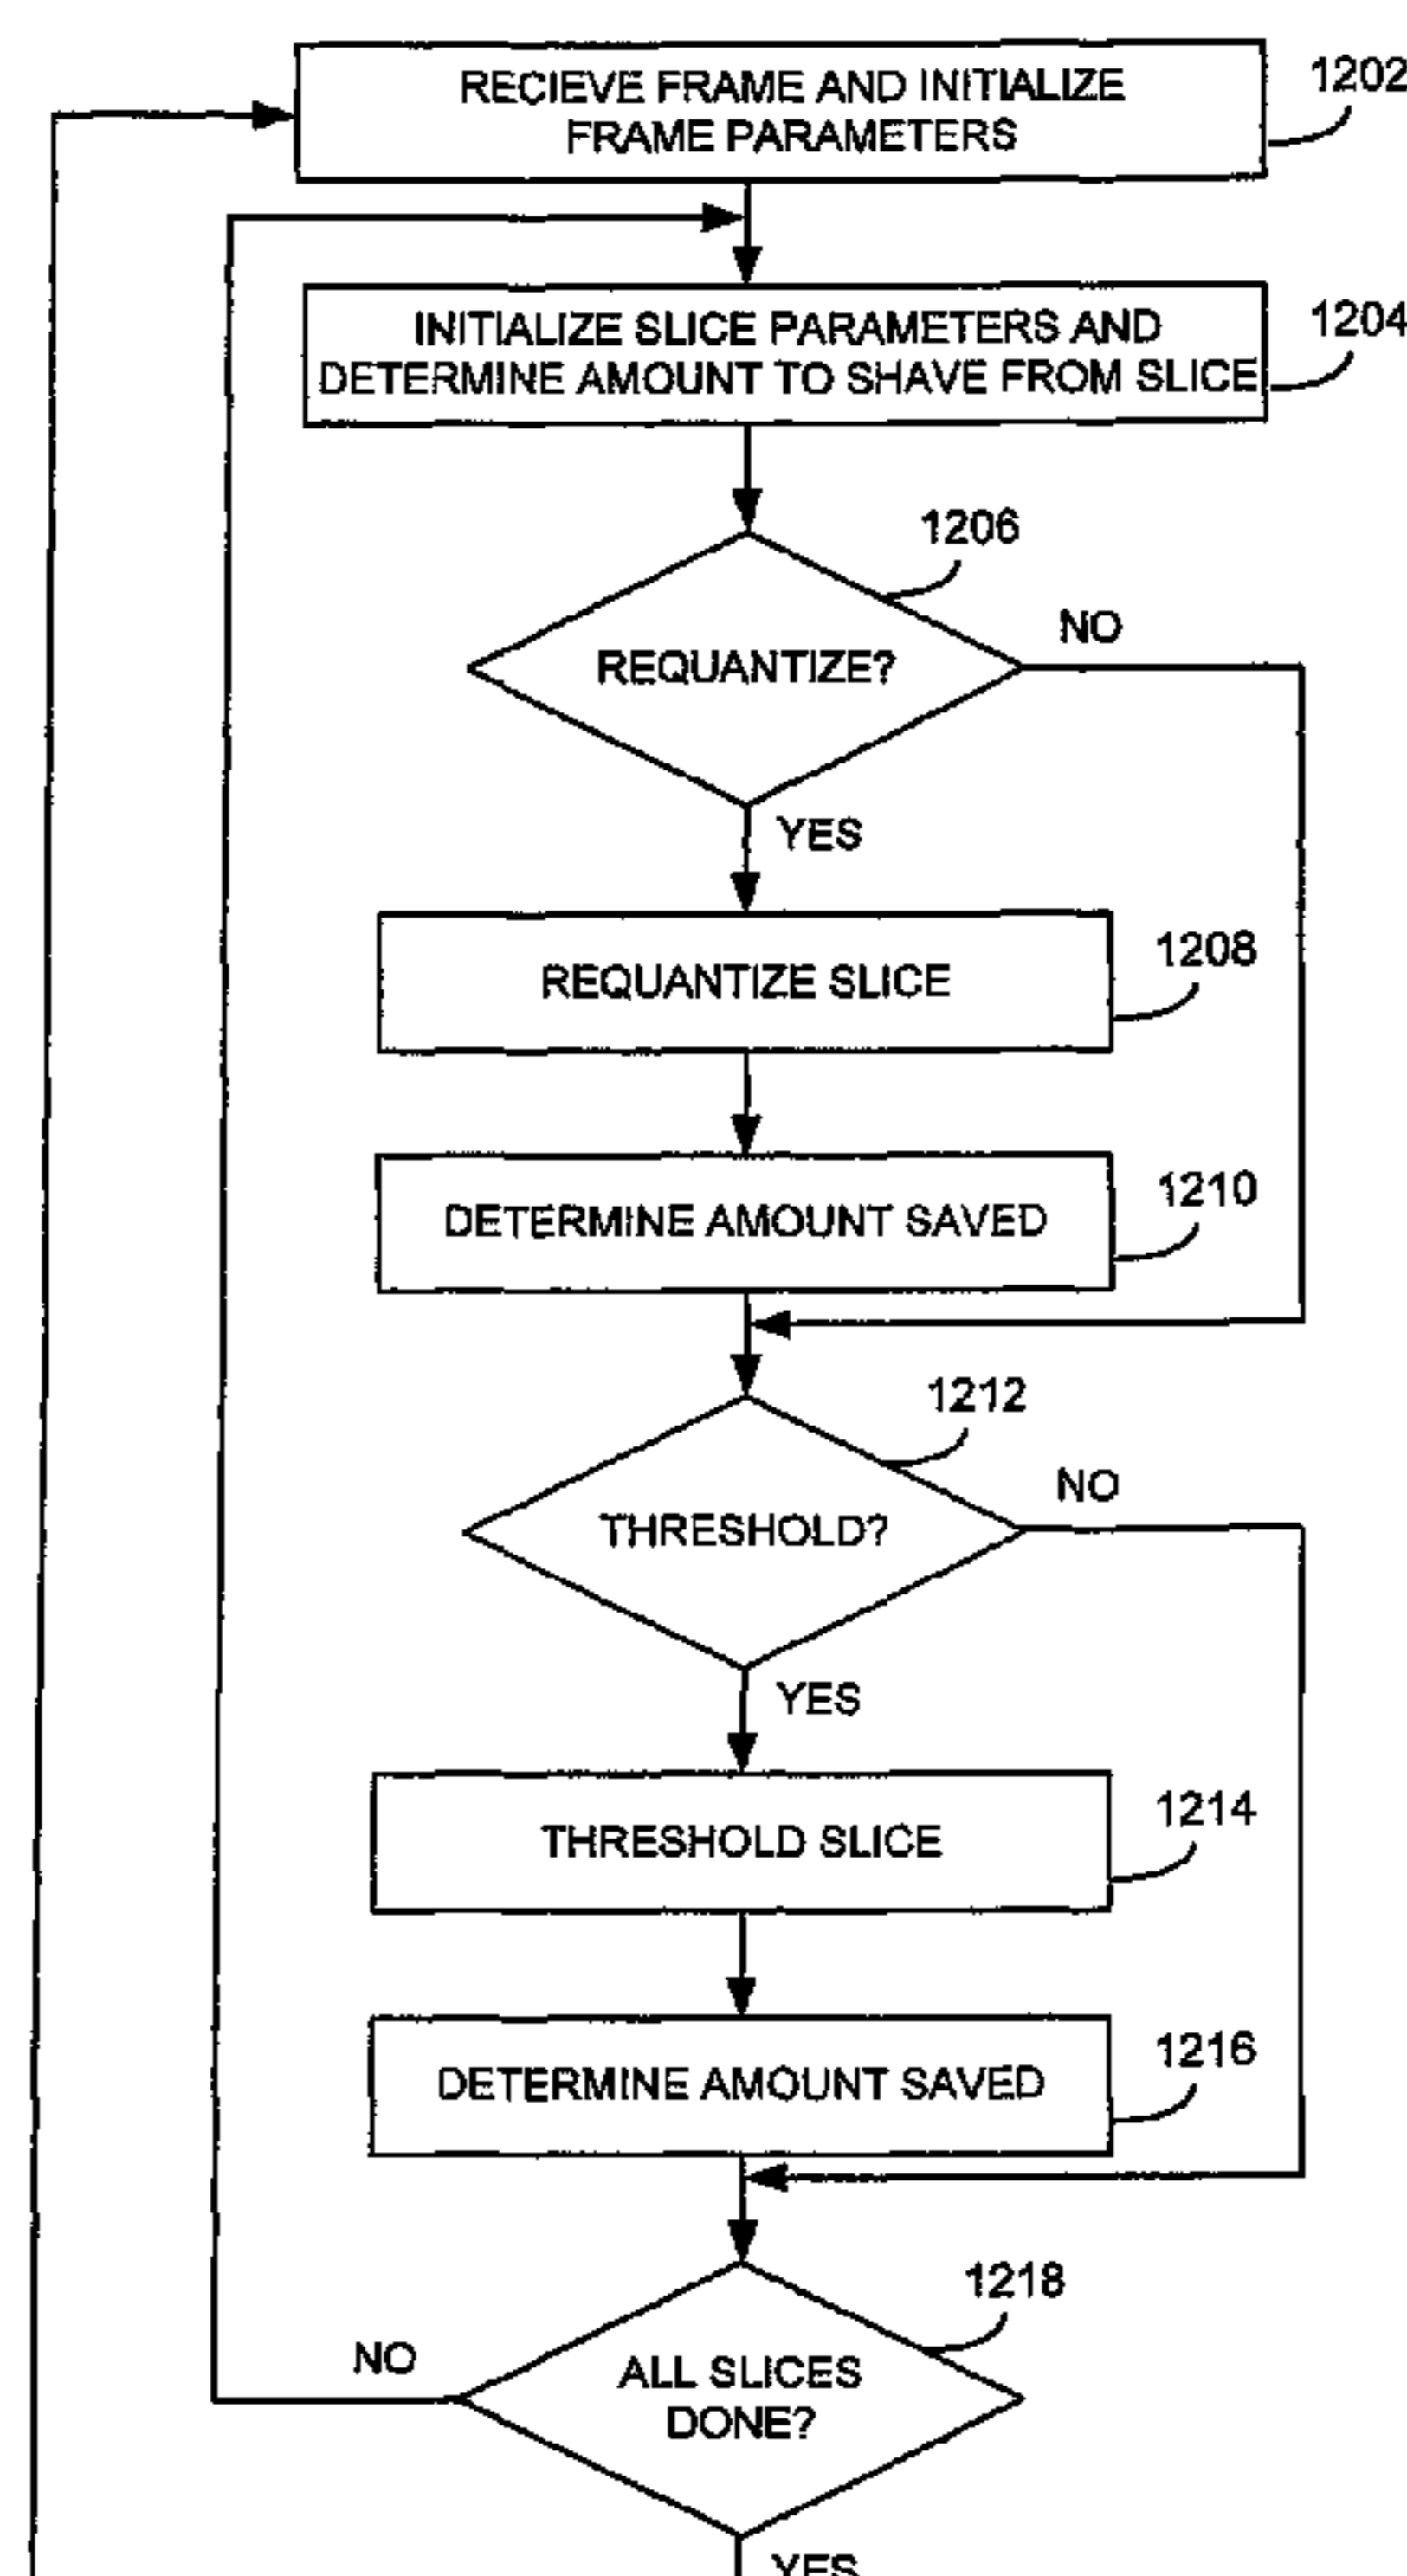 RECIEVE FRAME AND INITIALIZE
FRAME PARAMETERS
1202
INITIALIZE SLICE PARAMETERS AND
DETERMINE AMOUNT TO SHAVE FROM SLICE
1204
1206
REQUANTIZE?
NO
YES
REQUANTIZE SLICE
1208
DETERMINE AMOUNT SAVED
1210
1212
THRESHOLD?
NO
YES
THRESHOLD SLICE
1214
DETERMINE AMOUNT SAVED
1216
1218
NO
ALL SLICES
DONE?
YES